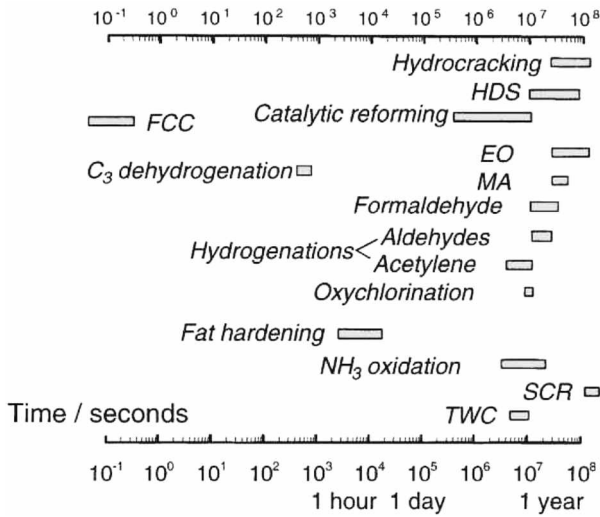 10⁻¹ 10⁰ 10¹ 10² 10³ 10⁴ 10⁵ 10⁶ 10⁷ 10⁸
Hydrocracking
HDS
Catalytic reforming
FCC
EO
C₃ dehydrogenation
MA
Formaldehyde
Aldehydes
Hydrogenations
Acetylene
Oxychlorination
Fat hardening
NH₃ oxidation
SCR
Time / seconds
TWC
10⁻¹ 10⁰ 10¹ 10² 10³ 10⁴ 10⁵ 10⁶ 10⁷ 10⁸
1 hour 1 day 1 year